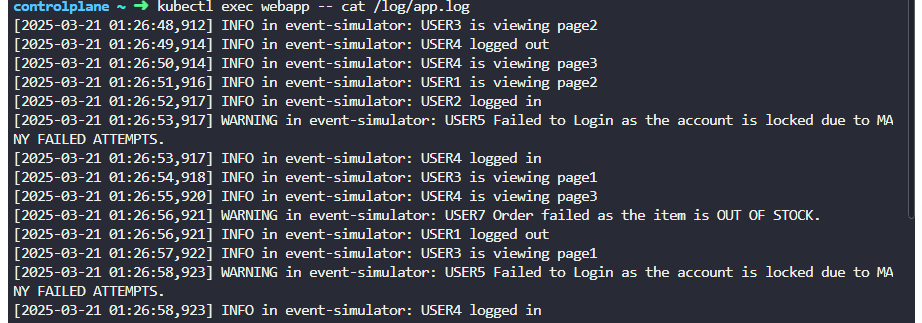 controlplane ~ ➜ kubectl exec webapp -- cat /log/app.log
[2025-03-21 01:26:48,912] INFO in event-simulator: USER3 is viewing page2
[2025-03-21 01:26:49,914] INFO in event-simulator: USER4 logged out
[2025-03-21 01:26:50,914] INFO in event-simulator: USER4 is viewing page3
[2025-03-21 01:26:51,916] INFO in event-simulator: USER1 is viewing page2
[2025-03-21 01:26:52,917] INFO in event-simulator: USER2 logged in
[2025-03-21 01:26:53,917] WARNING in event-simulator: USER5 Failed to Login as the account is locked due to MA
NY FAILED ATTEMPTS.
[2025-03-21 01:26:53,917] INFO in event-simulator: USER4 logged in
[2025-03-21 01:26:54,918] INFO in event-simulator: USER3 is viewing page1
[2025-03-21 01:26:55,920] INFO in event-simulator: USER4 is viewing page3
[2025-03-21 01:26:56,921] WARNING in event-simulator: USER7 Order failed as the item is OUT OF STOCK.
[2025-03-21 01:26:56,921] INFO in event-simulator: USER1 logged out
[2025-03-21 01:26:57,922] INFO in event-simulator: USER3 is viewing page1
[2025-03-21 01:26:58,923] WARNING in event-simulator: USER5 Failed to Login as the account is locked due to MA
NY FAILED ATTEMPTS.
[2025-03-21 01:26:58,923] INFO in event-simulator: USER4 logged in